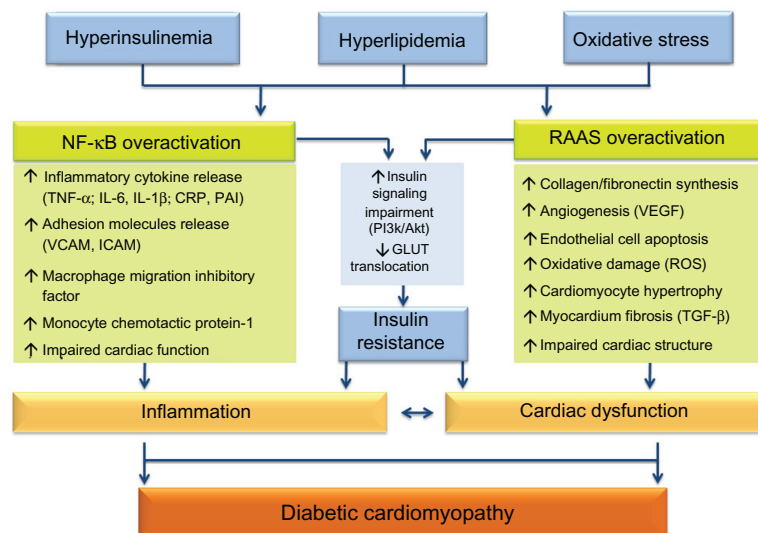 Hyperinsulinemia
Hyperlipidemia
Oxidative stress
NF-κB overactivation
↑ Inflammatory cytokine release
(TNF-α; IL-6, IL-1β; CRP, PAI)
↑ Adhesion molecules release
(VCAM, ICAM)
↑ Macrophage migration inhibitory
factor
↑ Monocyte chemotactic protein-1
↑ Impaired cardiac function
↑ Insulin
signaling
impairment
(PI3k/Akt)
↓ GLUT
translocation
Insulin
resistance
RAAS overactivation
↑ Collagen/fibronectin synthesis
↑ Angiogenesis (VEGF)
↑ Endothelial cell apoptosis
↑ Oxidative damage (ROS)
↑ Cardiomyocyte hypertrophy
↑ Myocardium fibrosis (TGF-β)
↑ Impaired cardiac structure
Inflammation
Cardiac dysfunction
Diabetic cardiomyopathy